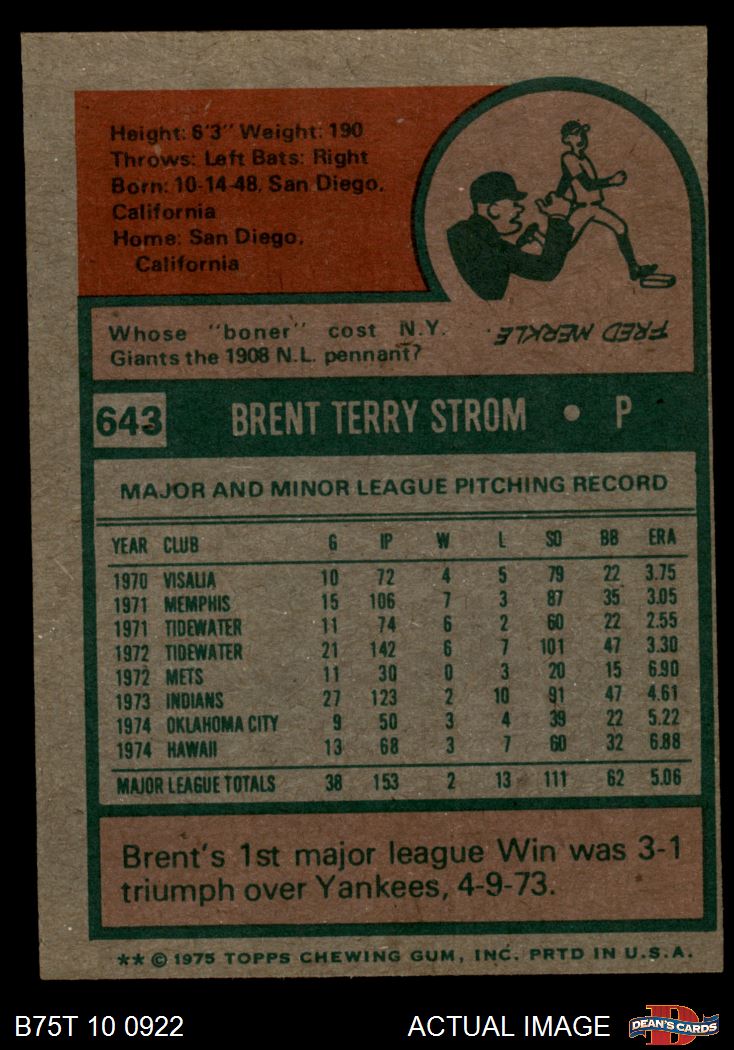 Height: 6'3" Weight: 190
Throws: Left Bats: Right
Born: 10-14-48, San Diego,
California
Home: San Diego,
California
Whose "boner" cost N.Y.
Giants the 1908 N.L. pennant?
FRED MERKLE.
643 BRENT TERRY STROM • P
MAJOR AND MINOR LEAGUE PITCHING RECORD
YEAR CLUB G IP W L SO BB ERA
1970 VISALIA 10 72 4 5 79 22 3.75
1971 MEMPHIS 15 106 7 3 87 35 3.05
1971 TIDEWATER 11 74 6 2 60 22 2.55
1972 TIDEWATER 21 142 6 7 101 47 3.30
1972 METS 11 30 0 3 20 15 6.90
1973 INDIANS 27 123 2 10 91 47 4.61
1974 OKLAHOMA CITY 9 50 3 4 39 22 5.22
1974 HAWAII 13 68 3 7 60 32 6.88
MAJOR LEAGUE TOTALS 38 153 2 13 111 62 5.06
Brent's 1st major league Win was 3-1
triumph over Yankees, 4-9-73.
** © 1975 TOPPS CHEWING GUM, INC. PRTD IN U.S.A.
B75T 10 0922 ACTUAL IMAGE D DEAN'S CARDS